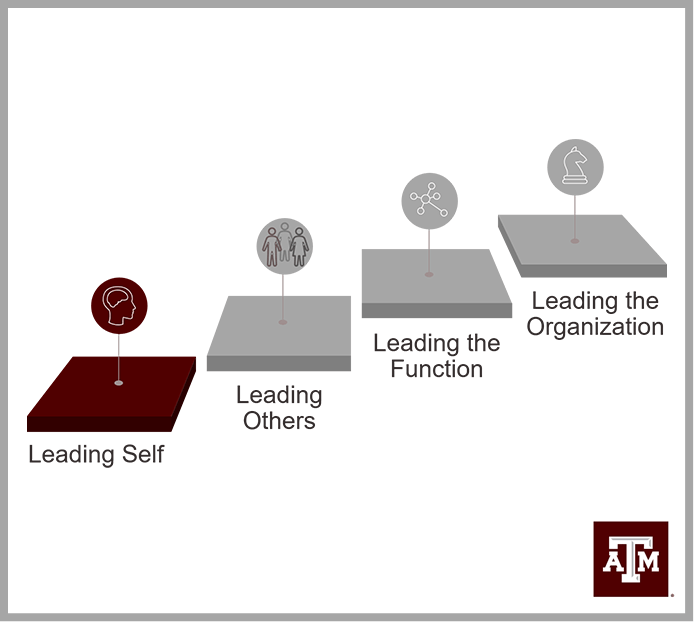 Leading Self
Leading
Others
Leading the
Function
Leading the
Organization
ATM